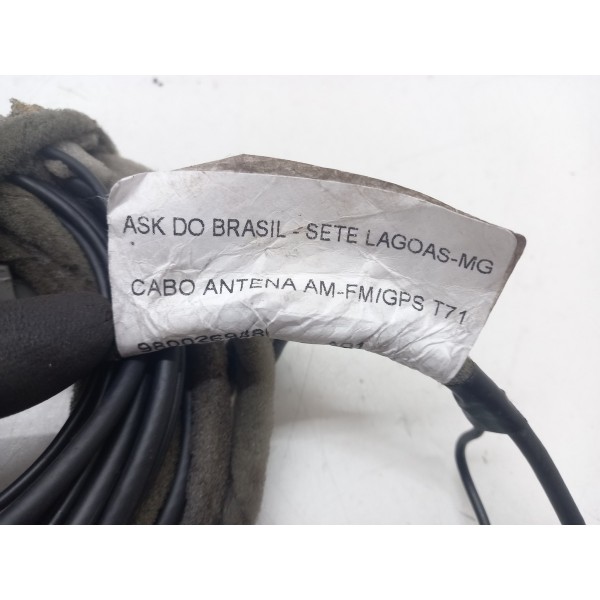 ASK DO BRASIL - SETE LAGOAS-MG
CABO ANTENA AM-FM/GPS T71